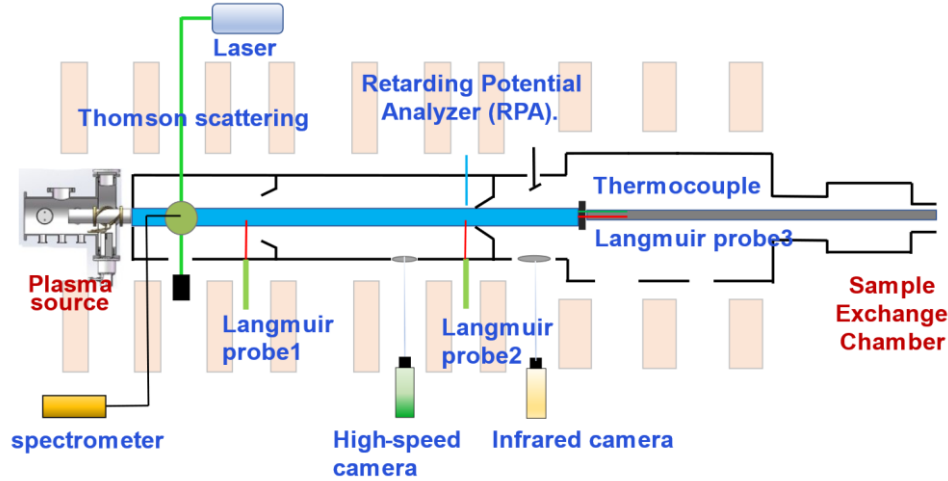 Laser
Retarding Potential
Analyzer (RPA).
Thomson scattering
Thermocouple
Langmuir probe3
Plasma
source
Sample
Exchange
Chamber
Langmuir
probe1
Langmuir
probe2
spectrometer
High-speed
camera
Infrared camera